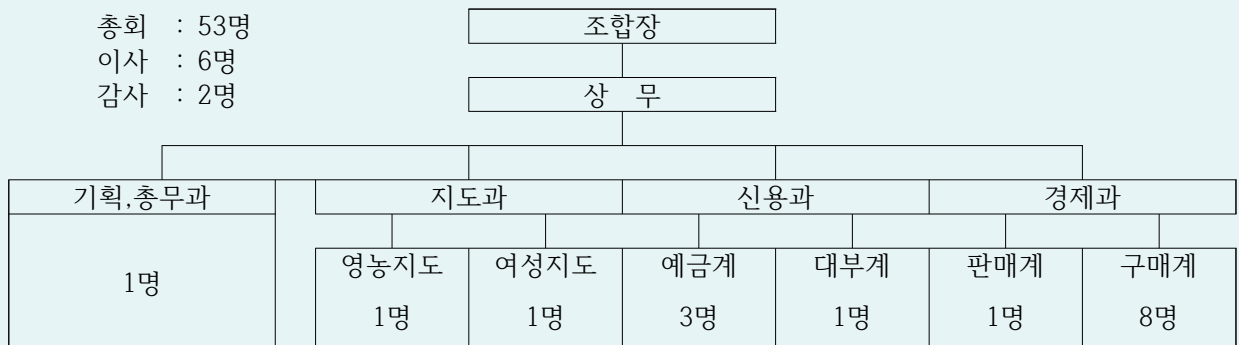 총회 : 53명
이사 : 6명
감사 : 2명
조합장
상 무
기획,총무과
지도과
신용과
경제과
1명
영농지도
여성지도
예금계
대부계
판매계
구매계
1명
1명
3명
1명
1명
8명